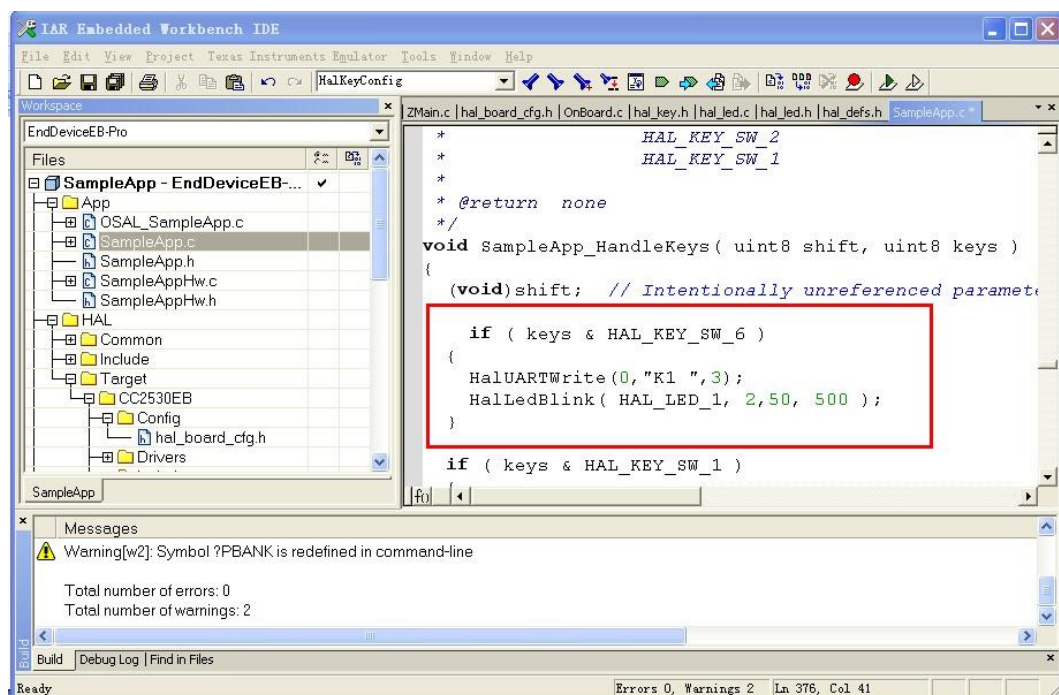 IAR Embedded Workbench IDE
File Edit View Project Texas Instruments Emulator Tools Window Help
HalKeyConfig
Workspace
EndDeviceEB-Pro
Files
SampleApp - EndDeviceEB-...
App
OSAL_SampleApp.c
SampleApp.c
SampleApp.h
SampleAppHw.c
SampleAppHw.h
HAL
Common
Include
Target
CC2530EB
Config
hal_board_cfg.h
Drivers
SampleApp
ZMain.c | hal_board_cfg.h | OnBoard.c | hal_key.h | hal_led.c | hal_led.h | hal_defs.h | SampleApp.c *
* HAL_KEY_SW_2
* HAL_KEY_SW_1
*
* @return none
*/
void SampleApp_HandleKeys( uint8 shift, uint8 keys )
{
(void)shift; // Intentionally unreferenced paramete
if ( keys & HAL_KEY_SW_6 )
{
HalUARTWrite(0,"K1 ",3);
HalLedBlink( HAL_LED_1, 2,50, 500 );
}
if ( keys & HAL_KEY_SW_1 )
{
f()
Messages
Warning[w2]: Symbol ?PBANK is redefined in command-line
Total number of errors: 0
Total number of warnings: 2
Build
Build Debug Log | Find in Files
Ready Errors 0, Warnings 2 Ln 376, Col 41